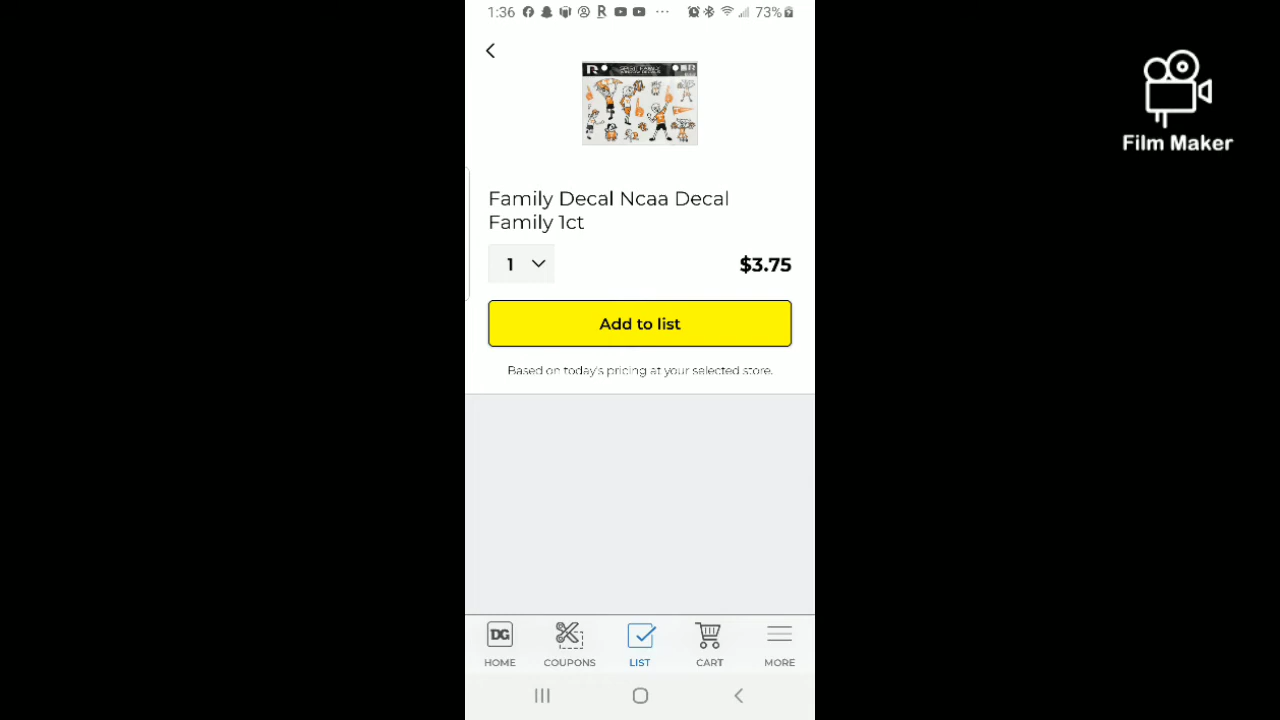 1:36
73%
Film Maker
Family Decal Ncaa Decal
Family 1ct
1
$3.75
Add to list
Based on today's pricing at your selected store.
DG
HOME
COUPONS
LIST
CART
MORE